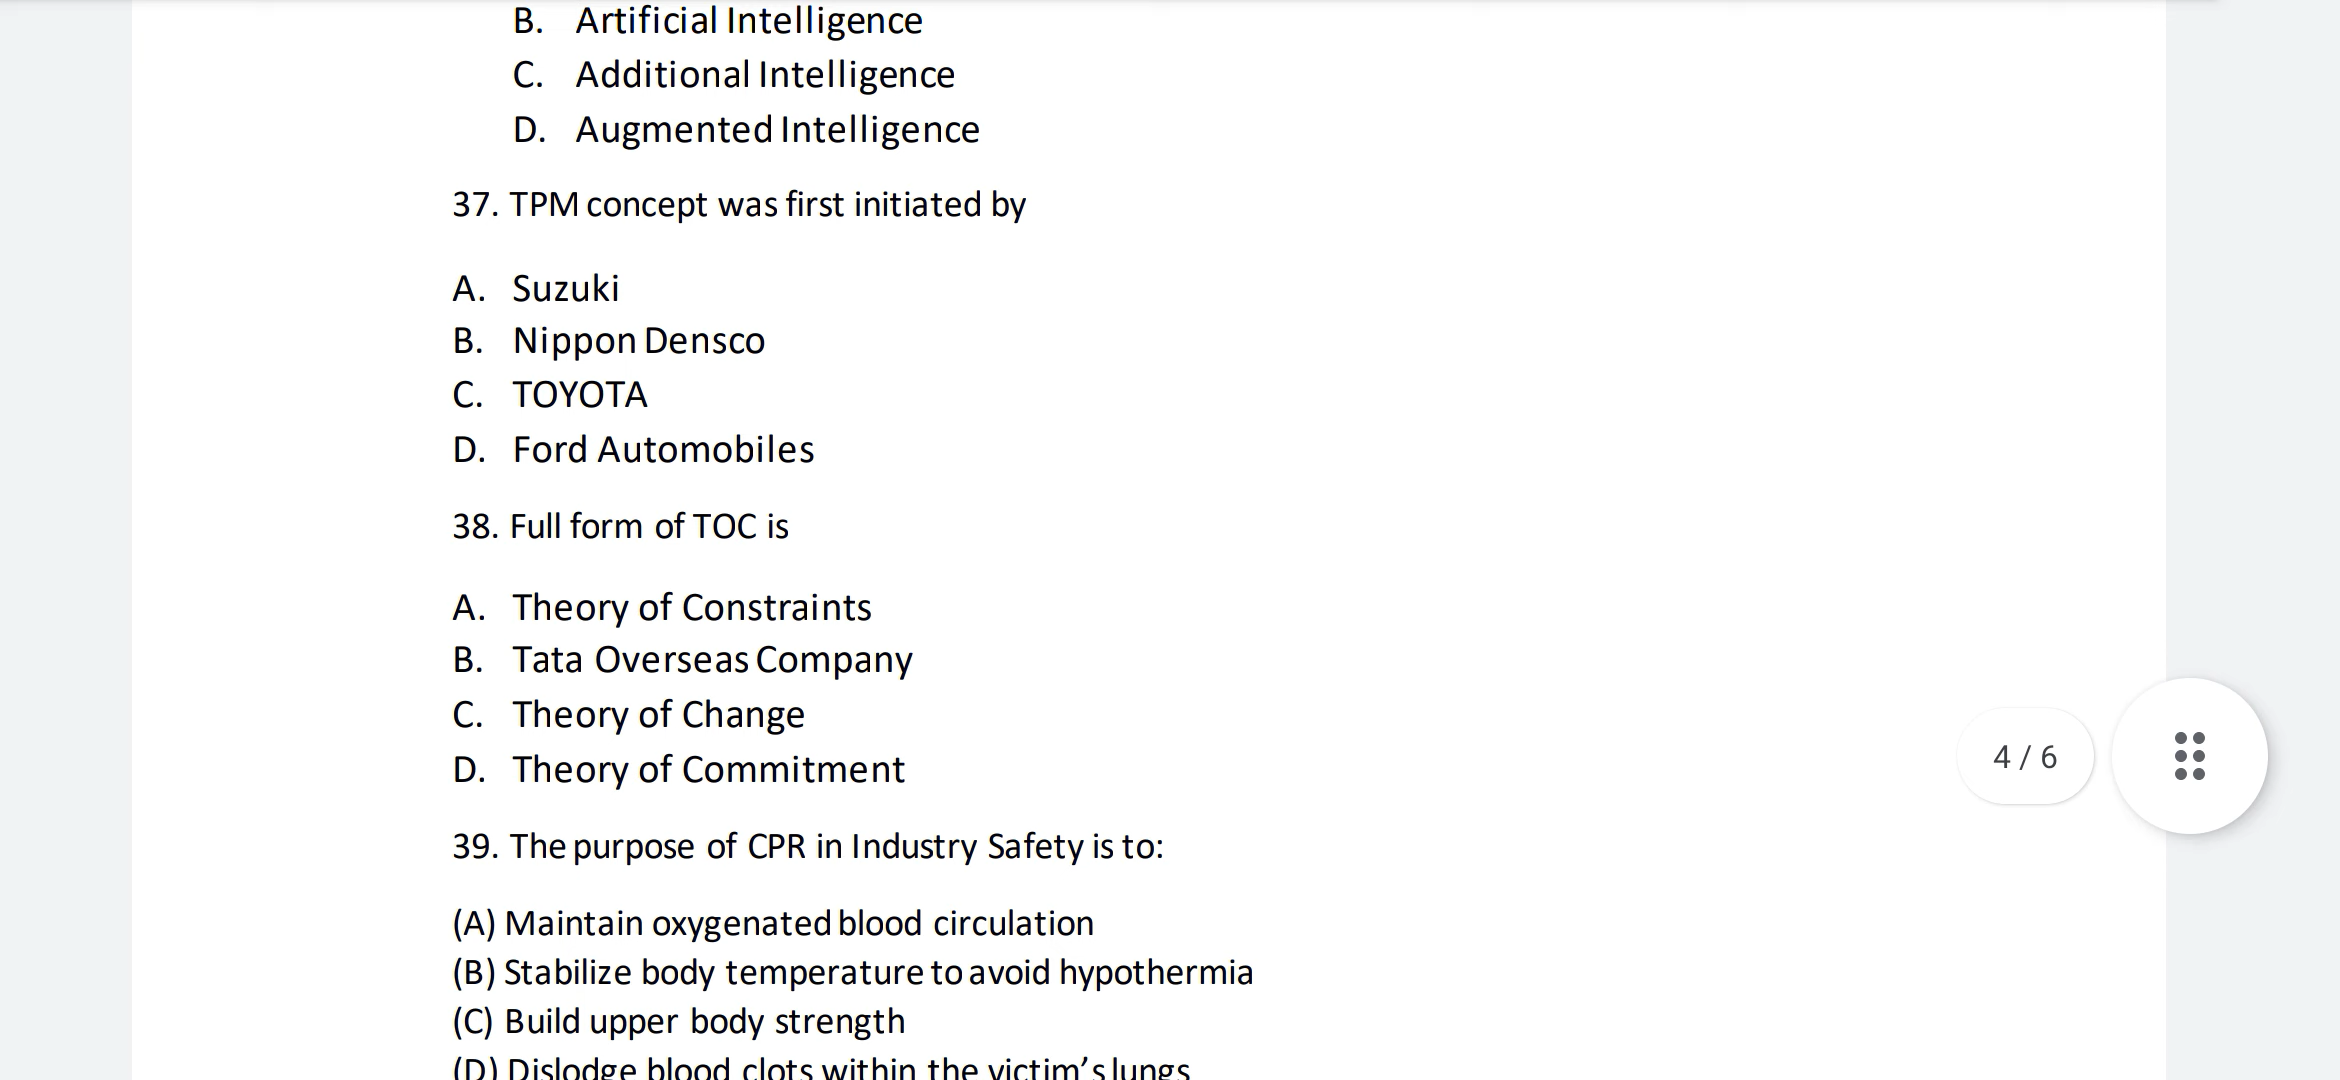 B. Artificial Intelligence
C. Additional Intelligence
D. Augmented Intelligence
37. TPM concept was first initiated by
A. Suzuki
B. Nippon Densco
C. TOYOTA
D. Ford Automobiles
38. Full form of TOC is
A. Theory of Constraints
B. Tata Overseas Company
C. Theory of Change
D. Theory of Commitment
4 / 6
39. The purpose of CPR in Industry Safety is to:
(A) Maintain oxygenated blood circulation
(B) Stabilize body temperature to avoid hypothermia
(C) Build upper body strength
(D) Dislodge blood clots within the victim’s lungs